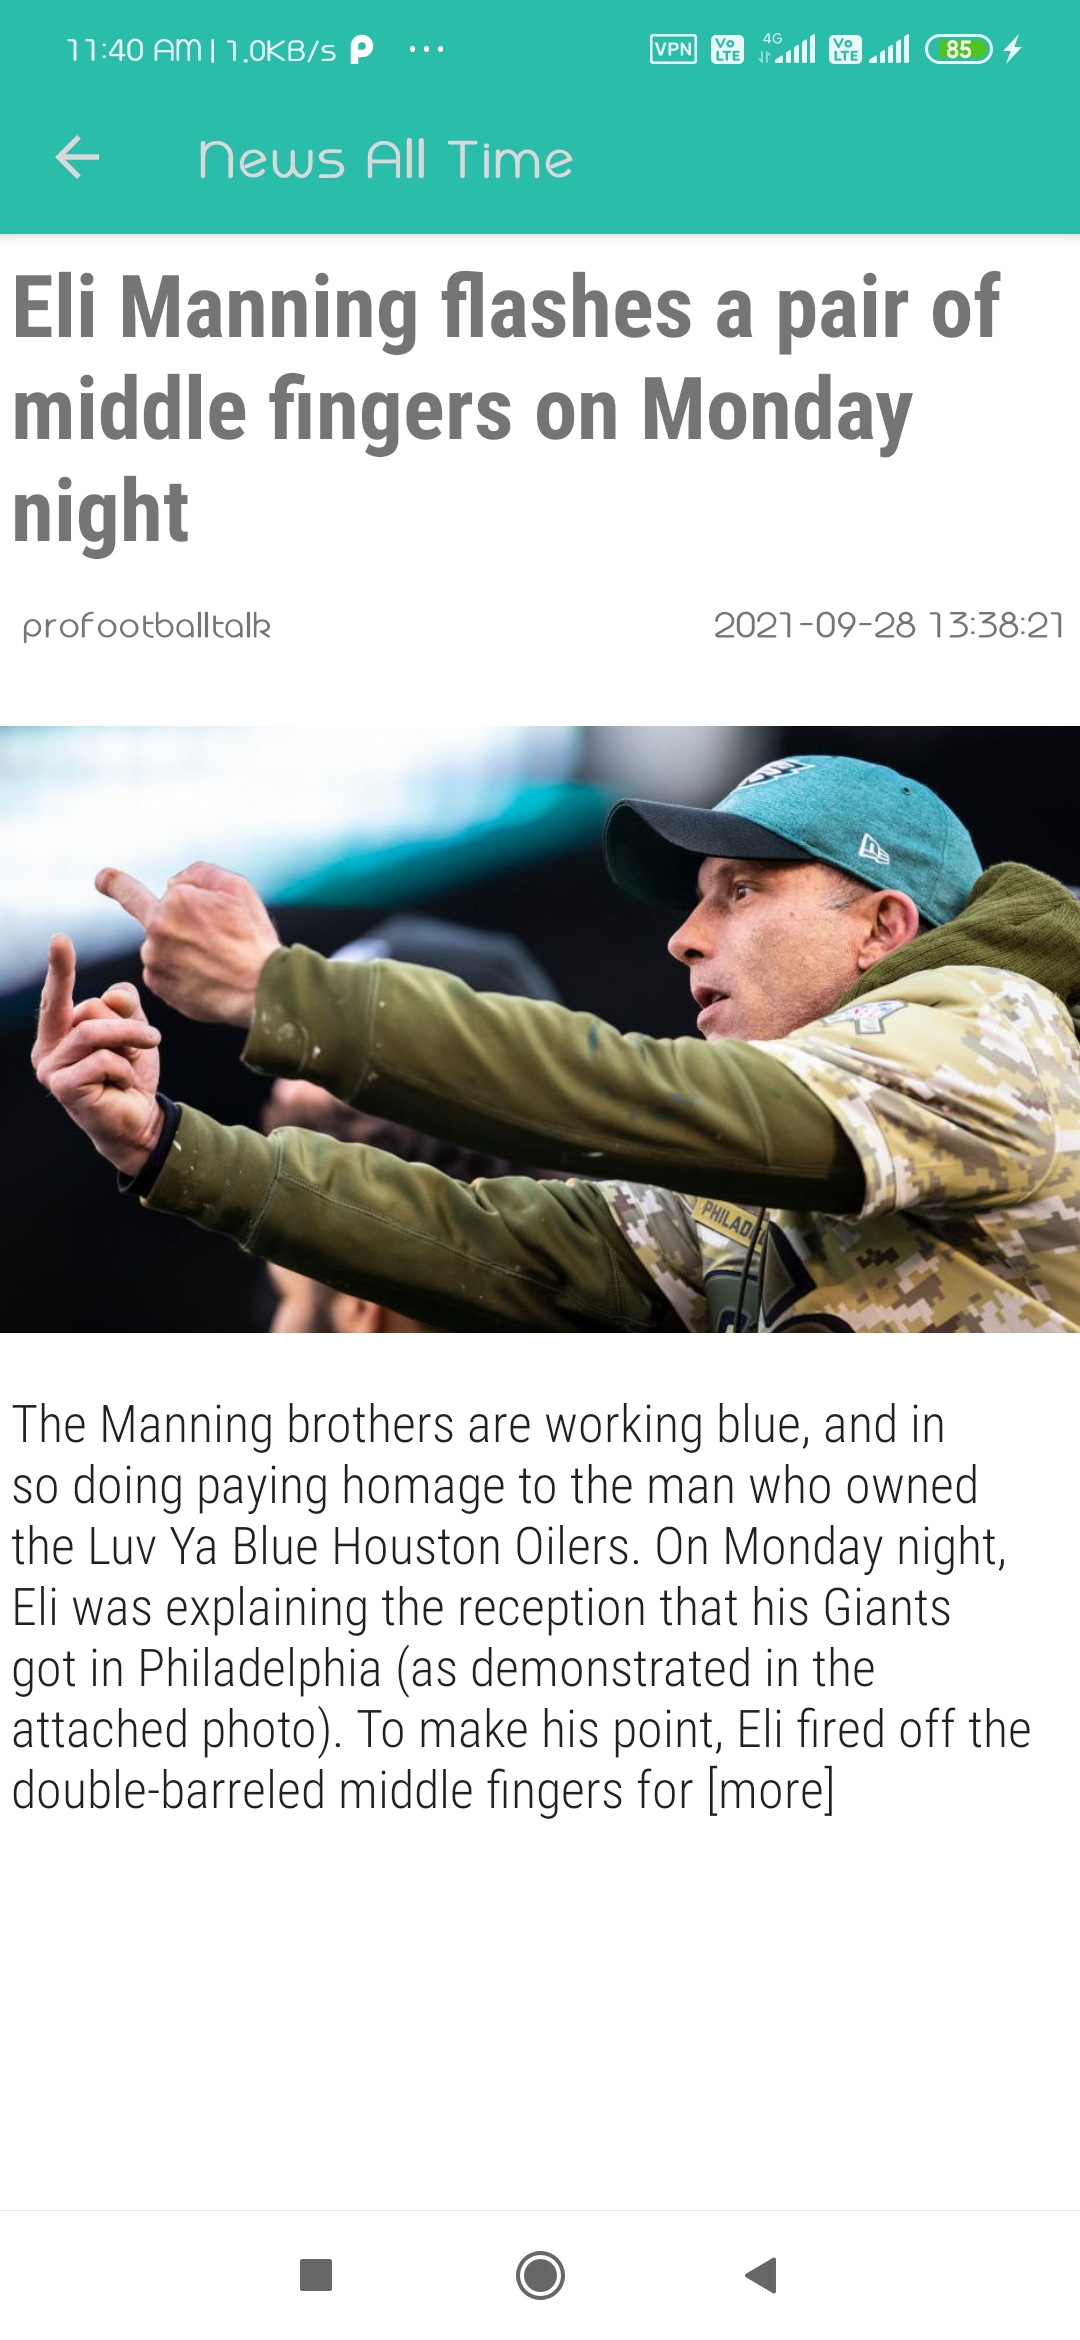 11:40 AM | 1.0KB/s P ...
VPN Vo LTE 4G Vo LTE 85
News All Time
Eli Manning flashes a pair of
middle fingers on Monday
night
profootballtalk 2021-09-28 13:38:21
PHILAD
The Manning brothers are working blue, and in
so doing paying homage to the man who owned
the Luv Ya Blue Houston Oilers. On Monday night,
Eli was explaining the reception that his Giants
got in Philadelphia (as demonstrated in the
attached photo). To make his point, Eli fired off the
double-barreled middle fingers for [more]